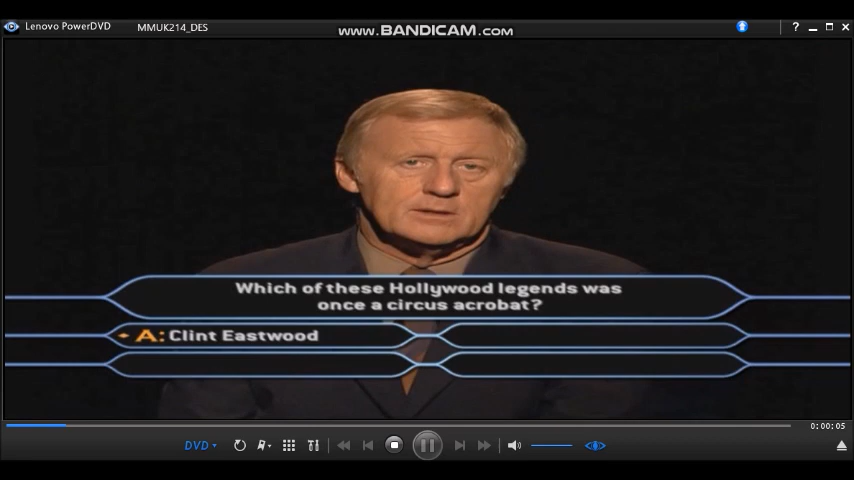 Lenovo PowerDVD
MMUK214_DES
www.BANDICAM.com
?
Which of these Hollywood legends was
once a circus acrobat?
A: Clint Eastwood
0:00:05
DVD